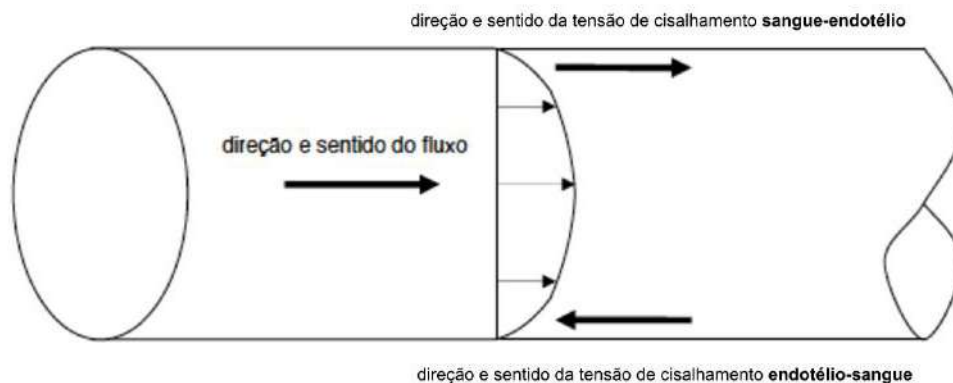 direção e sentido da tensão de cisalhamento sangue-endotélio
direção e sentido do fluxo
direção e sentido da tensão de cisalhamento endotélio-sangue